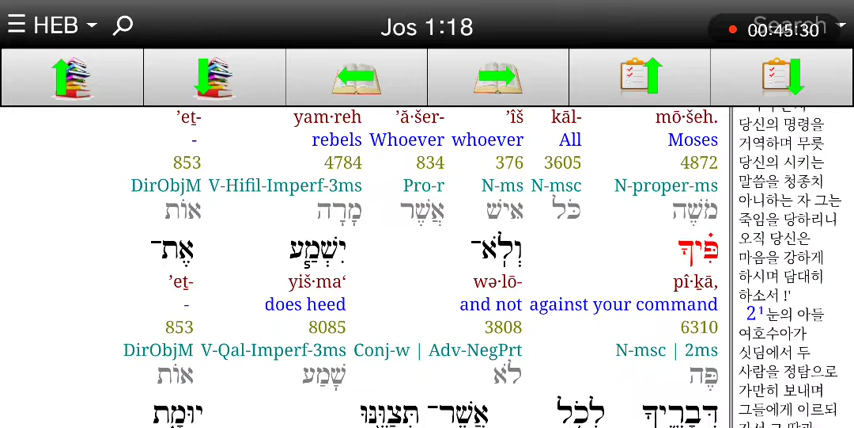 ☰ HEB
Jos 1:18
00:45:30
’eṯ- yam·reh ’ă·šer- ’îš kāl- mō·šeh.
- rebels Whoever whoever All Moses
853 4784 834 376 3605 4872
DirObjM V-Hifil-Imperf-3ms Pro-r N-ms N-msc N-proper-ms
מֹשֶׁה כֹּל אִישׁ אֲשֶׁר מָרָה אוֹת
פִּ֗יךָ וְלֹֽא־ יִשְׁמַ֧ע אֶת־
’eṯ- yiš·ma‘ wə·lō- pî·ḵā,
- does heed and not against your command
853 8085 3808 6310
DirObjM V-Qal-Imperf-3ms Conj-w | Adv-NegPrt N-msc | 2ms
פֶּה לֹא שָׁמַע אוֹת
דְּבָרֶ֛יךָ לְכֹ֥ל אֲשֶׁר־ תְּצַוֶּ֖נּוּ יוּמָ֑ת
당신의 명령을
거역하며 무릇
당신의 시키는
말씀을 청종치
아니하는 자 그는
죽임을 당하리니
오직 당신은
마음을 강하게
하시며 담대히
하소서 !'
2¹눈의 아들
여호수아가
싯딤에서 두
사람을 정탐으로
가만히 보내며
그들에게 이르되